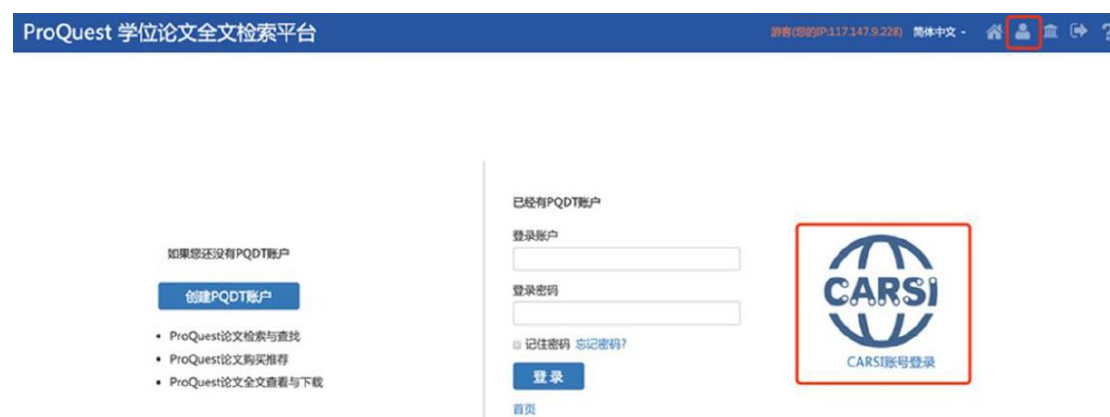 ProQuest 学位论文全文检索平台
游客(您的IP:117.147.9.228) 简体中文
如果您还没有PQDT账户
创建PQDT账户
• ProQuest论文检索与查找
• ProQuest论文购买推荐
• ProQuest论文全文查看与下载
已经有PQDT账户
登录账户
登录密码
记住密码 忘记密码?
登 录
首页
CARSI
CARSI账号登录